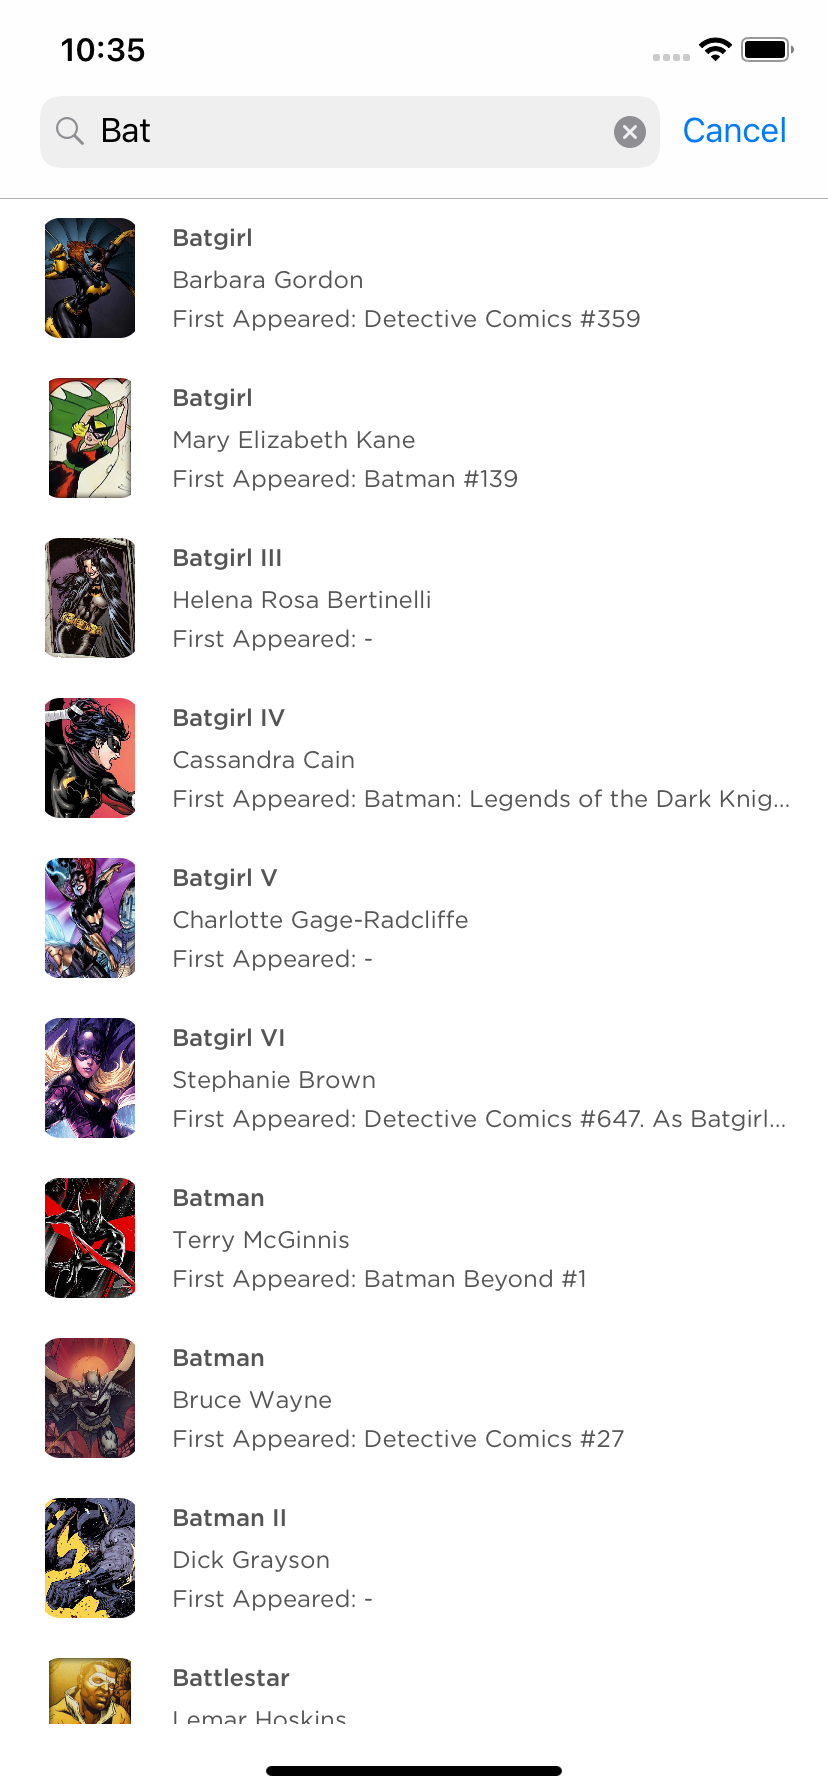 10:35
Bat
Cancel
Batgirl
Barbara Gordon
First Appeared: Detective Comics #359
Batgirl
Mary Elizabeth Kane
First Appeared: Batman #139
Batgirl III
Helena Rosa Bertinelli
First Appeared: -
Batgirl IV
Cassandra Cain
First Appeared: Batman: Legends of the Dark Knig...
Batgirl V
Charlotte Gage-Radcliffe
First Appeared: -
Batgirl VI
Stephanie Brown
First Appeared: Detective Comics #647. As Batgirl...
Batman
Terry McGinnis
First Appeared: Batman Beyond #1
Batman
Bruce Wayne
First Appeared: Detective Comics #27
Batman II
Dick Grayson
First Appeared: -
Battlestar
Lemar Hoskins